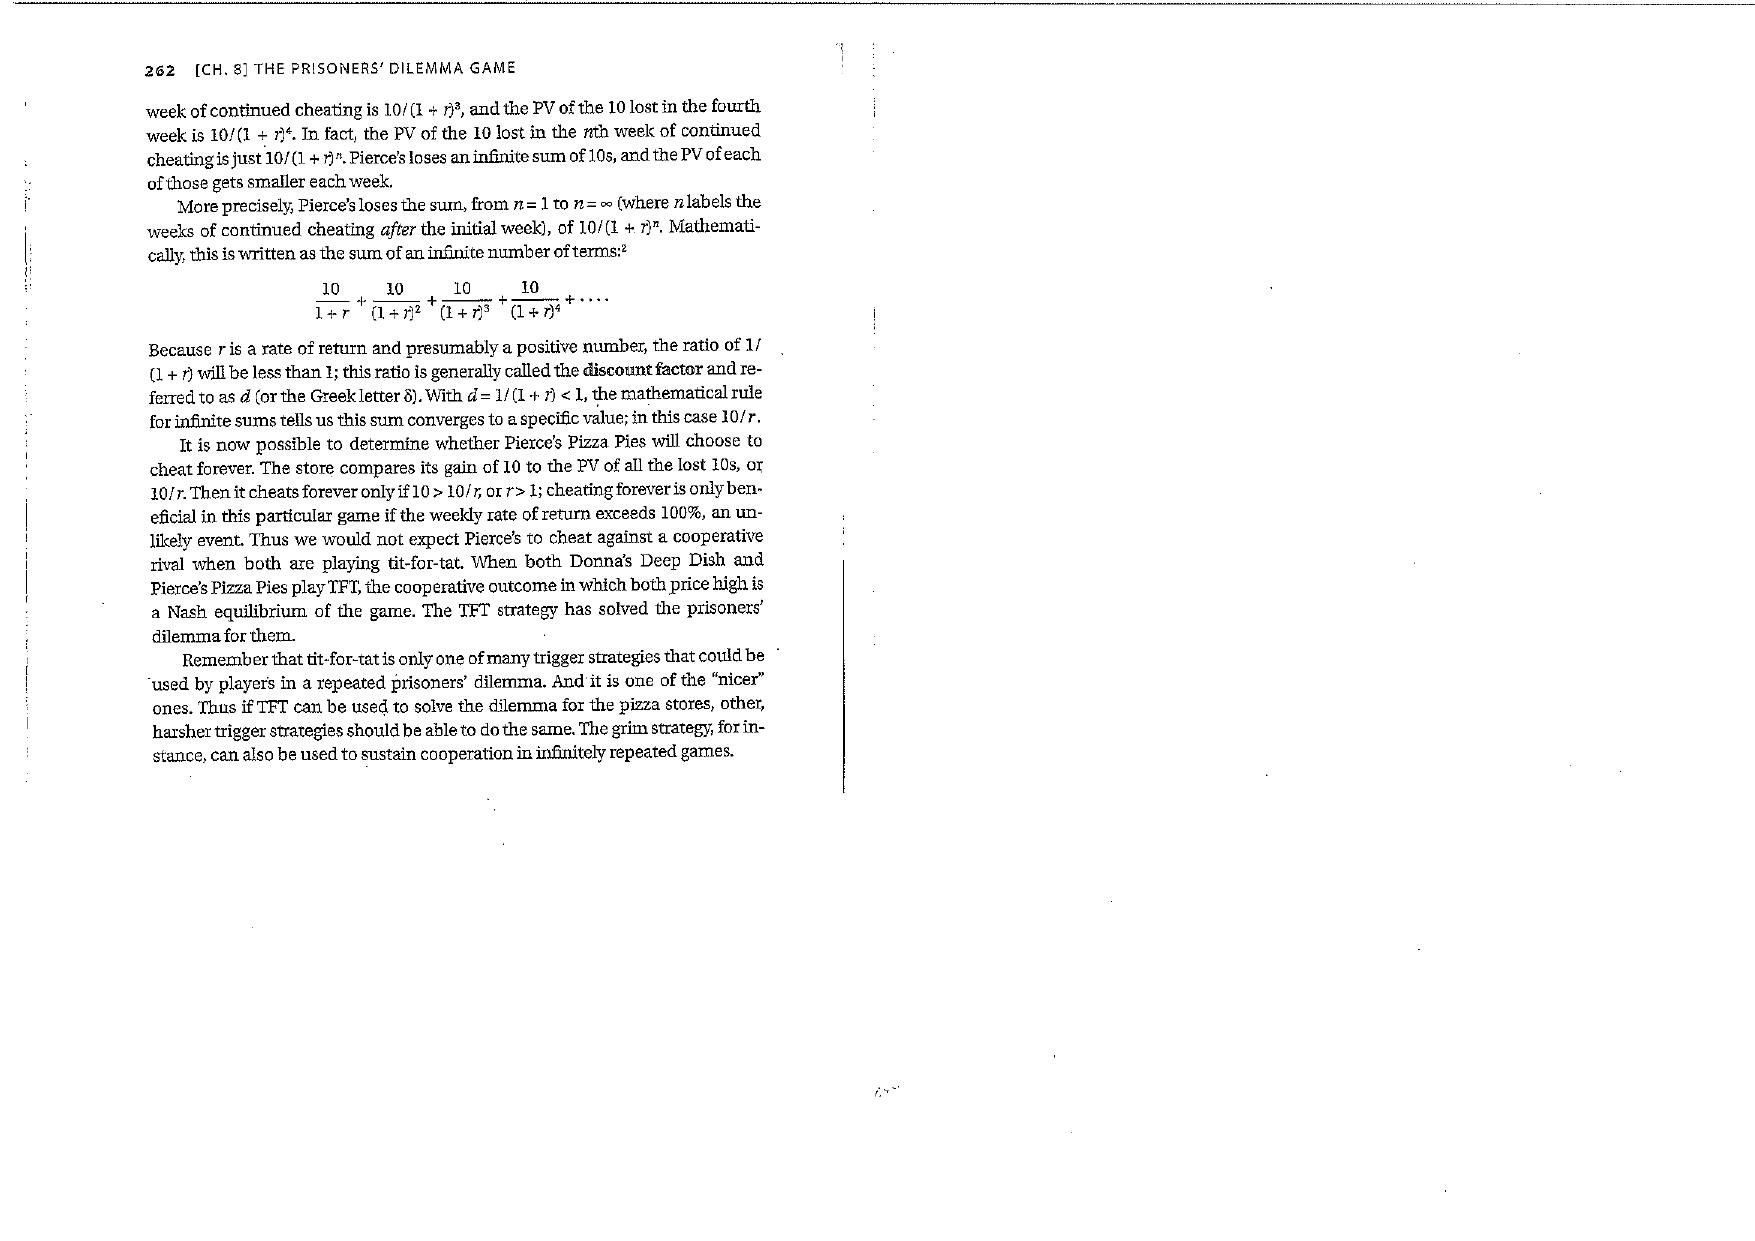 262 [CH. 8] THE PRISONERS' DILEMMA GAME
week of continued cheating is 10/(1 + r)³, and the PV of the 10 lost in the fourth
week is 10/(1 + r)⁴. In fact, the PV of the 10 lost in the nth week of continued
cheating is just 10/(1 + r)ⁿ. Pierce's loses an infinite sum of 10s, and the PV of each
of those gets smaller each week.
More precisely, Pierce's loses the sum, from n = 1 to n = ∞ (where n labels the
weeks of continued cheating after the initial week), of 10/(1 + r)ⁿ. Mathemati-
cally, this is written as the sum of an infinite number of terms:²
10/(1 + r) + 10/(1 + r)² + 10/(1 + r)³ + 10/(1 + r)⁴ + · · · ·
Because r is a rate of return and presumably a positive number, the ratio of 1/
(1 + r) will be less than 1; this ratio is generally called the discount factor and re-
ferred to as d (or the Greek letter δ). With d = 1/(1 + r) < 1, the mathematical rule
for infinite sums tells us this sum converges to a specific value; in this case 10/r.
It is now possible to determine whether Pierce's Pizza Pies will choose to
cheat forever. The store compares its gain of 10 to the PV of all the lost 10s, or
10/r. Then it cheats forever only if 10 > 10/r, or r > 1; cheating forever is only ben-
eficial in this particular game if the weekly rate of return exceeds 100%, an un-
likely event. Thus we would not expect Pierce's to cheat against a cooperative
rival when both are playing tit-for-tat. When both Donna's Deep Dish and
Pierce's Pizza Pies play TFT, the cooperative outcome in which both price high is
a Nash equilibrium of the game. The TFT strategy has solved the prisoners'
dilemma for them.
Remember that tit-for-tat is only one of many trigger strategies that could be
used by players in a repeated prisoners' dilemma. And it is one of the "nicer"
ones. Thus if TFT can be used to solve the dilemma for the pizza stores, other,
harsher trigger strategies should be able to do the same. The grim strategy, for in-
stance, can also be used to sustain cooperation in infinitely repeated games.